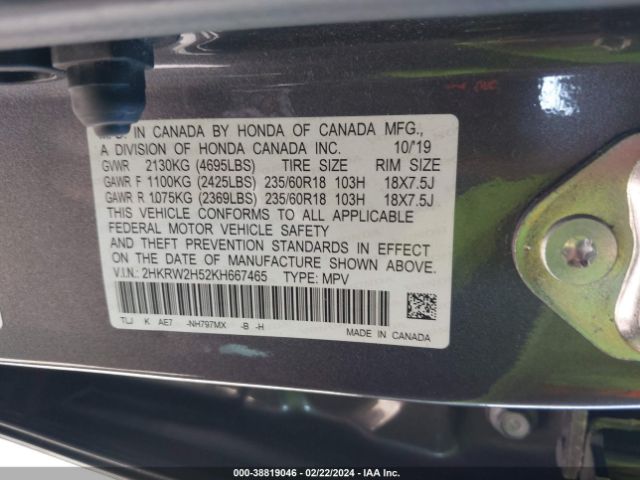 MFD. IN CANADA BY HONDA OF CANADA MFG.,
A DIVISION OF HONDA CANADA INC. 10/'19
GVWR 2130KG (4695LBS) TIRE SIZE RIM SIZE
GAWR F 1100KG (2425LBS) 235/60R18 103H 18X7.5J
GAWR R 1075KG (2369LBS) 235/60R18 103H 18X7.5J
THIS VEHICLE CONFORMS TO ALL APPLICABLE
FEDERAL MOTOR VEHICLE SAFETY
AND THEFT PREVENTION STANDARDS IN EFFECT
ON THE DATE OF MANUFACTURE SHOWN ABOVE.
V.I.N.: 2HKRW2H52KH667465 TYPE: MPV
TLJ K AE7 -NH797MX -B -H
MADE IN CANADA
000-38819046 - 02/22/2024 - IAA Inc.